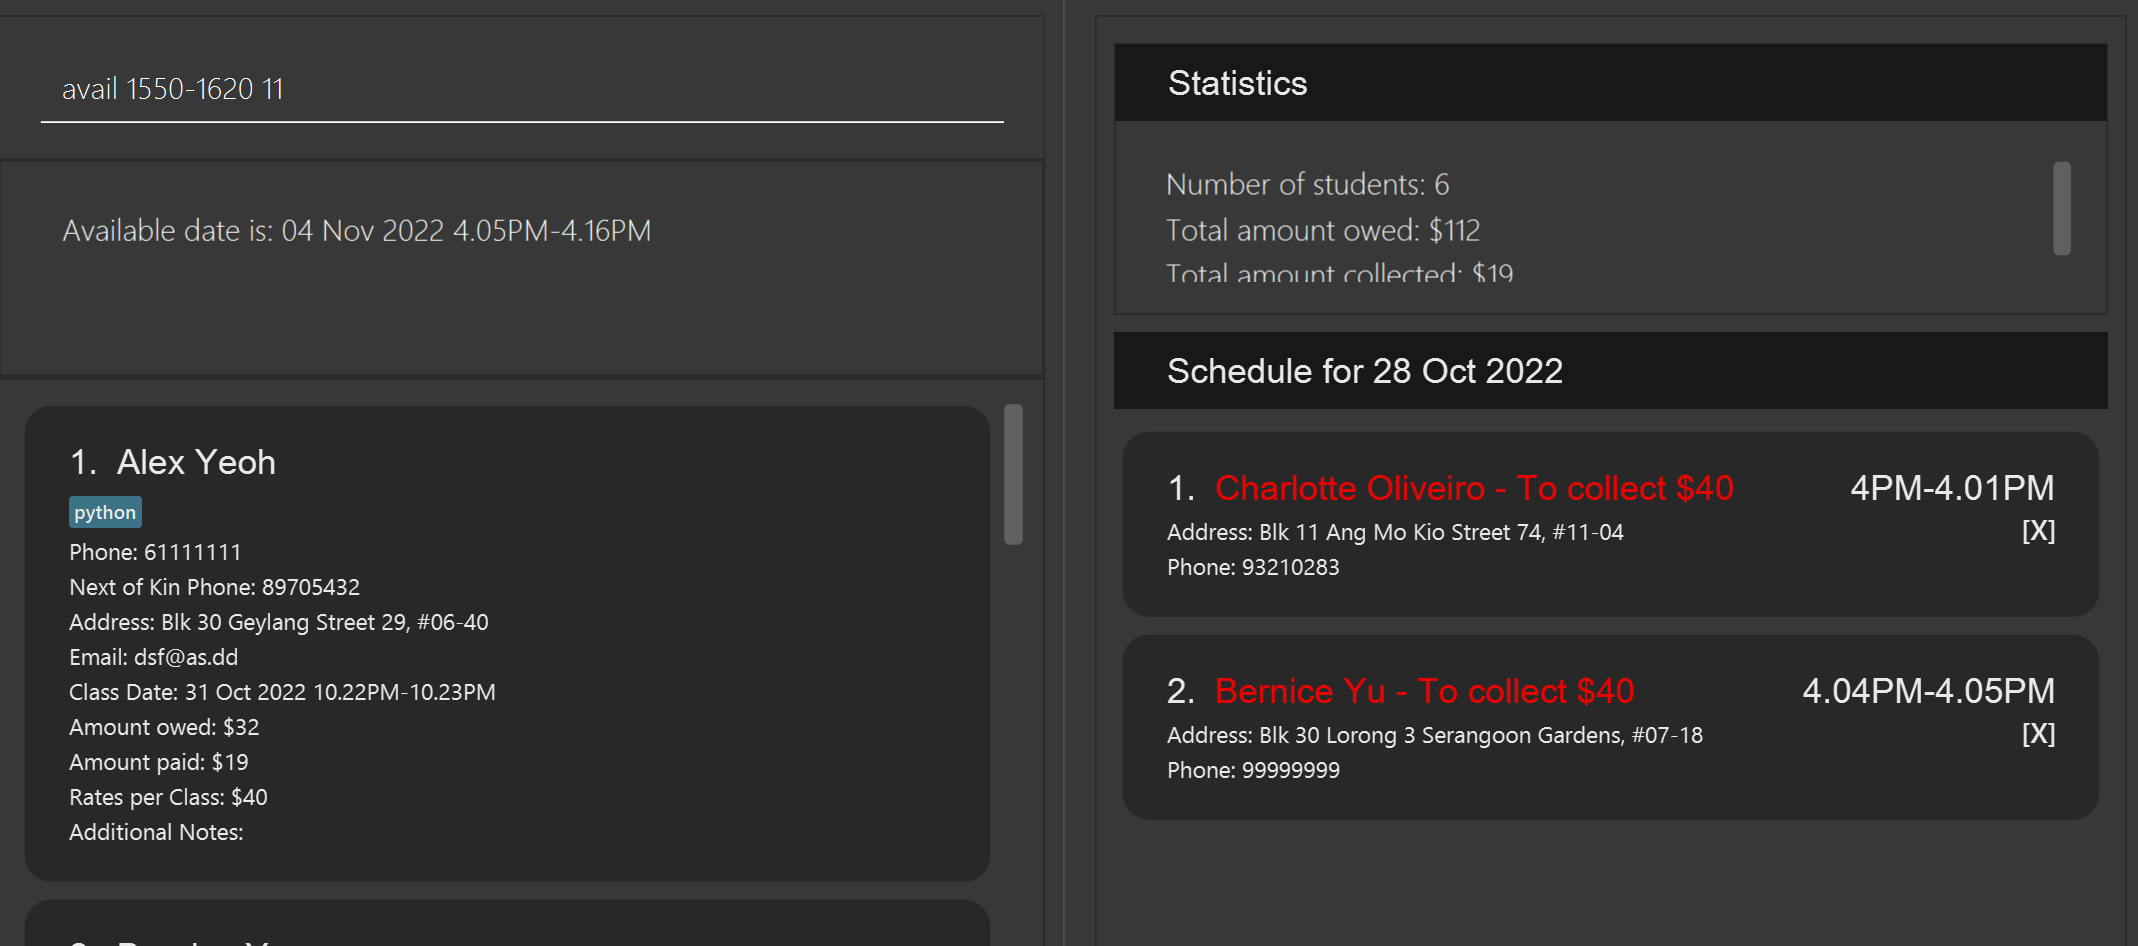 avail 1550-1620 11
Available date is: 04 Nov 2022 4.05PM-4.16PM
1. Alex Yeoh
python
Phone: 61111111
Next of Kin Phone: 89705432
Address: Blk 30 Geylang Street 29, #06-40
Email: dsf@as.dd
Class Date: 31 Oct 2022 10.22PM-10.23PM
Amount owed: $32
Amount paid: $19
Rates per Class: $40
Additional Notes:
Statistics
Number of students: 6
Total amount owed: $112
Total amount collected: $19
Schedule for 28 Oct 2022
1. Charlotte Oliveiro - To collect $40 4PM-4.01PM
Address: Blk 11 Ang Mo Kio Street 74, #11-04 [X]
Phone: 93210283
2. Bernice Yu - To collect $40 4.04PM-4.05PM
Address: Blk 30 Lorong 3 Serangoon Gardens, #07-18 [X]
Phone: 99999999